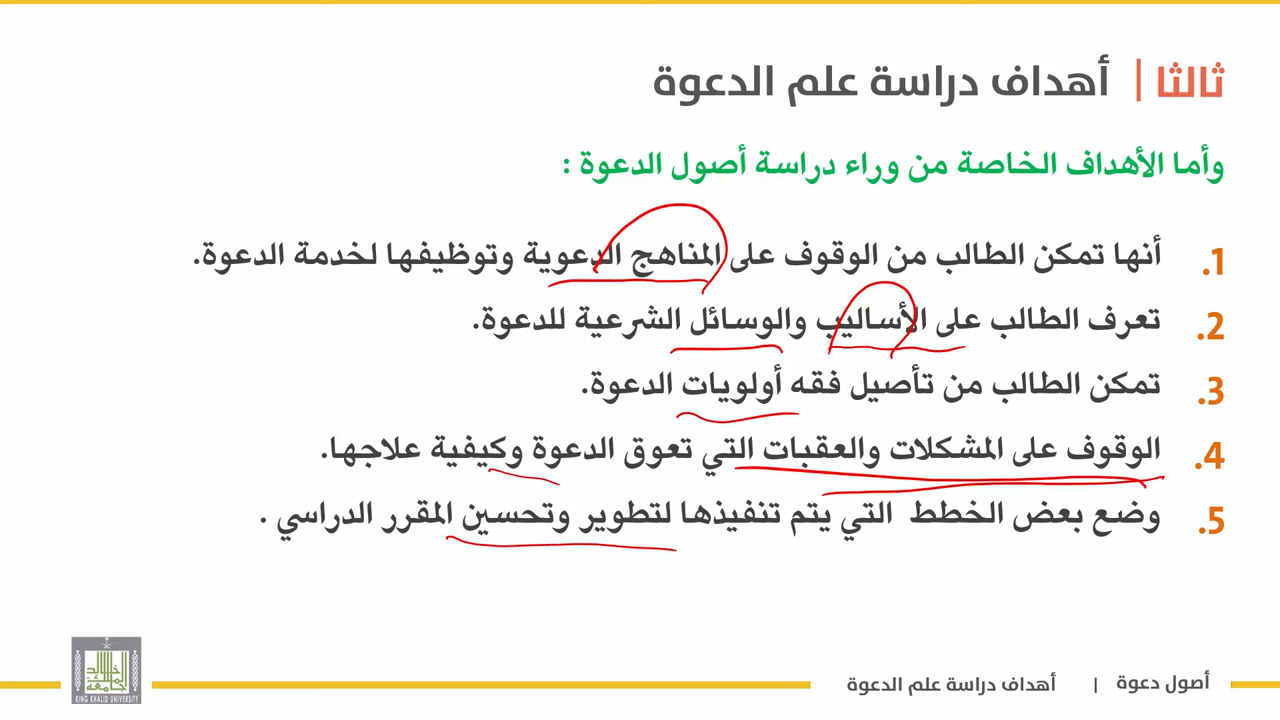 ثالثا | أهداف دراسة علم الدعوة
وأما الأهداف الخاصة من وراء دراسة أصول الدعوة :
1. أنها تمكن الطالب من الوقوف على المناهج الدعوية وتوظيفها لخدمة الدعوة.
2. تعرف الطالب على الأساليب والوسائل الشرعية للدعوة.
3. تمكن الطالب من تأصيل فقه أولويات الدعوة.
4. الوقوف على المشكلات والعقبات التي تعوق الدعوة وكيفية علاجها.
5. وضع بعض الخطط التي يتم تنفيذها لتطوير وتحسين المقرر الدراسي .
أصول دعوة | أهداف دراسة علم الدعوة
KING KHALID UNIVERSITY